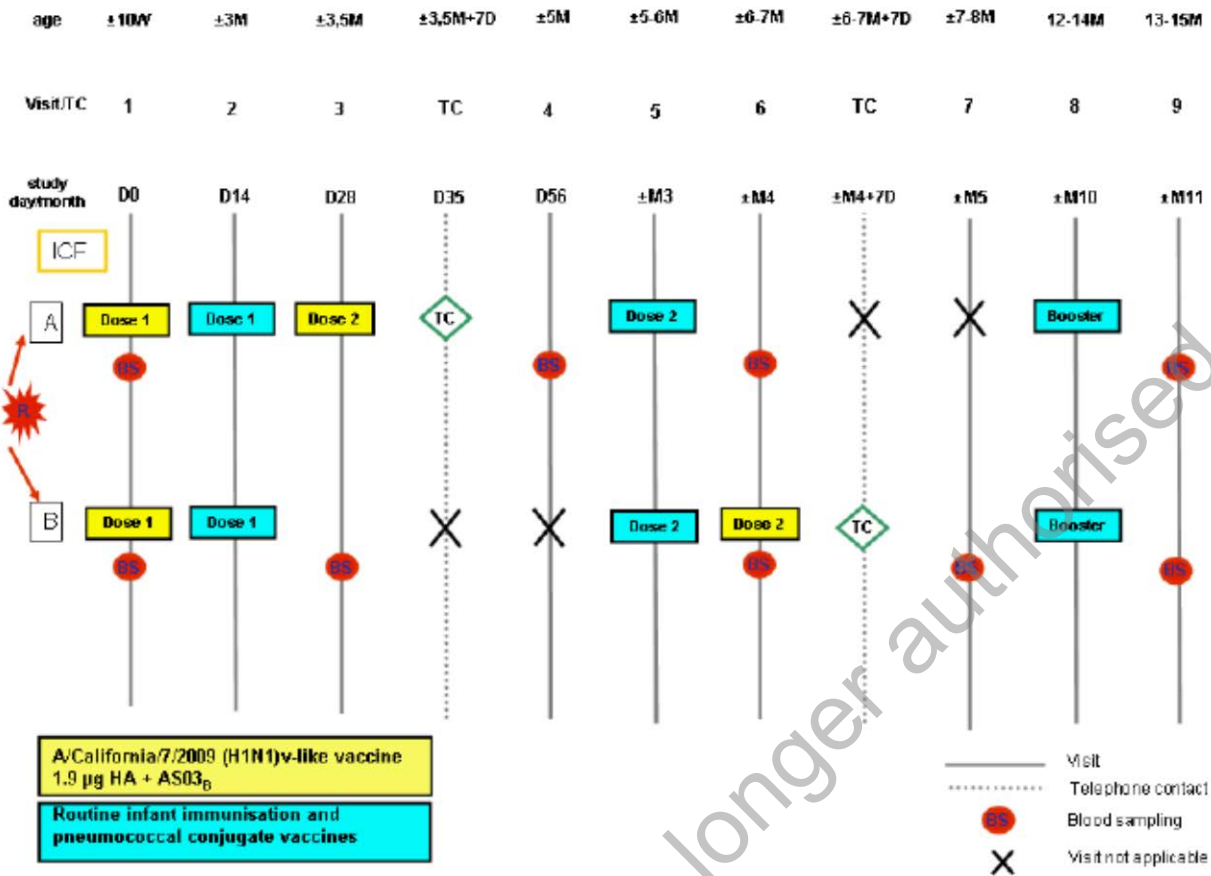 age ±10W ±3M ±3,5M ±3,5M+7D ±5M ±5-6M ±6-7M ±6-7M+7D ±7-8M 12-14M 13-15M
Visit/TC 1 2 3 TC 4 5 6 TC 7 8 9
study
day/month D0 D14 D28 D35 D56 ±M3 ±M4 ±M4+7D ±M5 ±M10 ±M11
ICF
A Dose 1 Dose 1 Dose 2 TC Dose 2 Booster
BS BS BS BS
R
B Dose 1 Dose 1 Dose 2 Dose 2 TC Booster
BS BS BS BS BS
A/California/7/2009 (H1N1)v-like vaccine
1.9 µg HA + AS03B
Routine infant immunisation and
pneumococcal conjugate vaccines
Visit
Telephone contact
BS Blood sampling
Visit not applicable
longer authorised